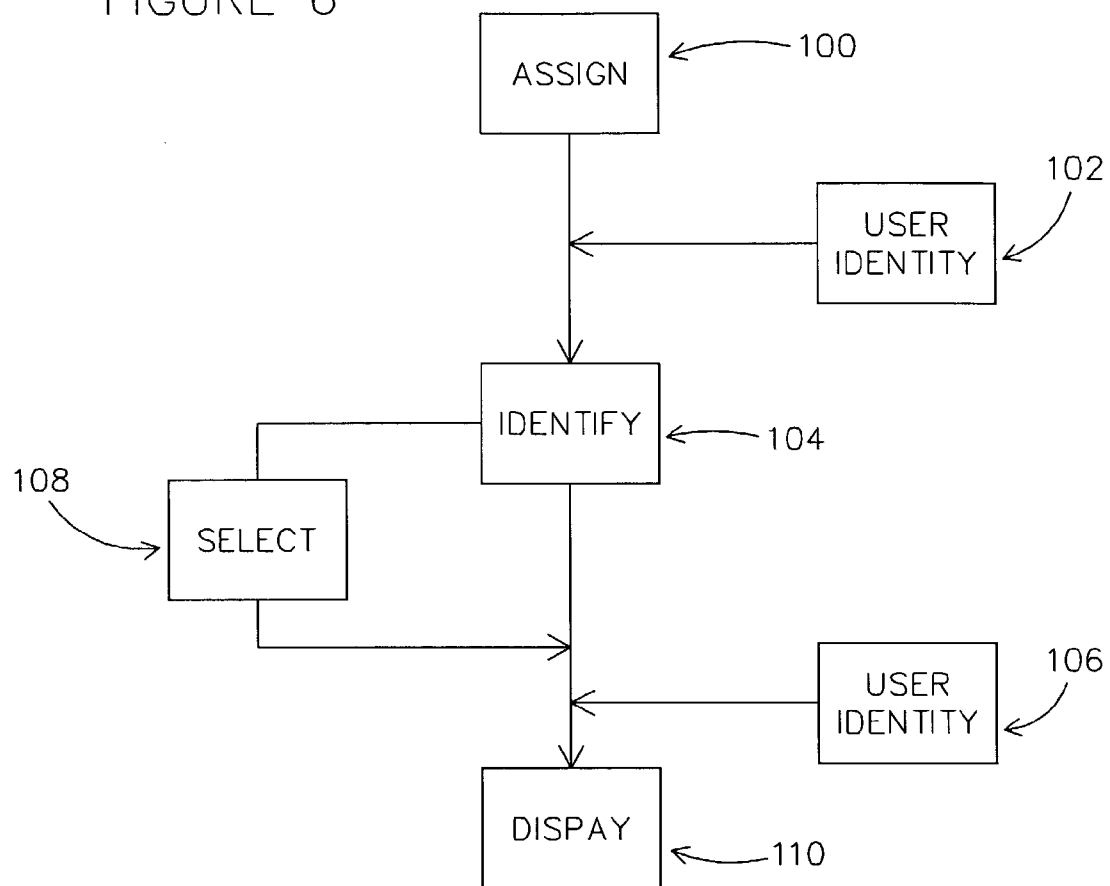 FIGURE 6
ASSIGN
100
USER
IDENTITY
102
IDENTIFY
104
SELECT
108
USER
IDENTITY
106
DISPAY
110